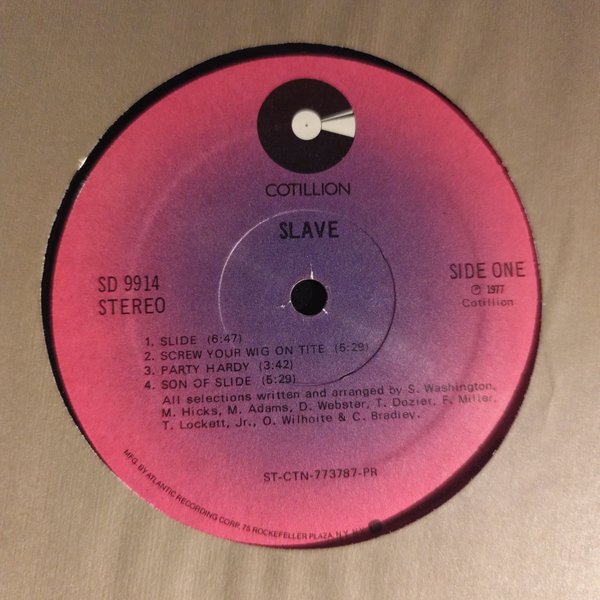 COTILLION
SLAVE
SD 9914
STEREO
SIDE ONE
℗ 1977
Cotillion
1. SLIDE (6:47)
2. SCREW YOUR WIG ON TITE (5:29)
3. PARTY HARDY (3:42)
4. SON OF SLIDE (5:29)
All selections written and arranged by S. Washington,
M. Hicks, M. Adams, D. Webster, T. Dozier, F. Miller,
T. Lockett, Jr., O. Wilhoite & C. Bradley.
ST-CTN-773787-PR
MFG. BY ATLANTIC RECORDING CORP., 75 ROCKEFELLER PLAZA, N.Y. N.Y.